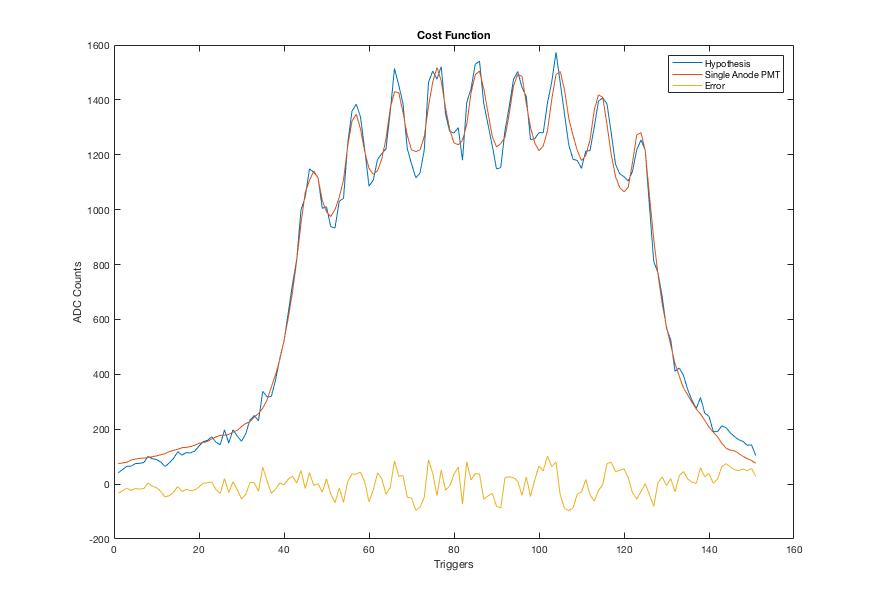 Cost Function
1600
1400
1200
1000
800
600
400
200
0
-200
ADC Counts
Hypothesis
Single Anode PMT
Error
0 20 40 60 80 100 120 140 160
Triggers